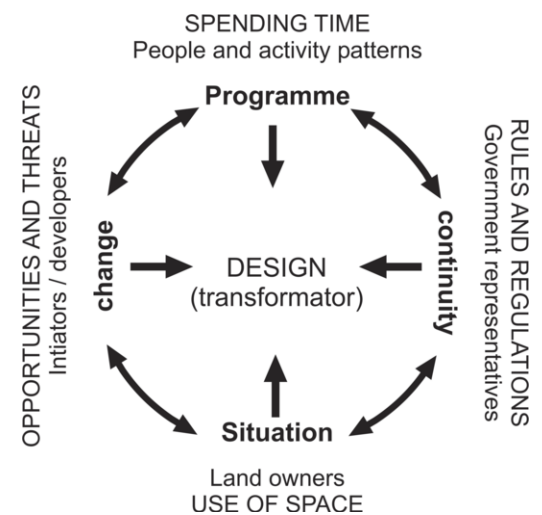 SPENDING TIME
People and activity patterns
Programme
OPPORTUNITIES AND THREATS
Intiators / developers
change
DESIGN
(transformator)
continuity
Government representatives
RULES AND REGULATIONS
Situation
Land owners
USE OF SPACE